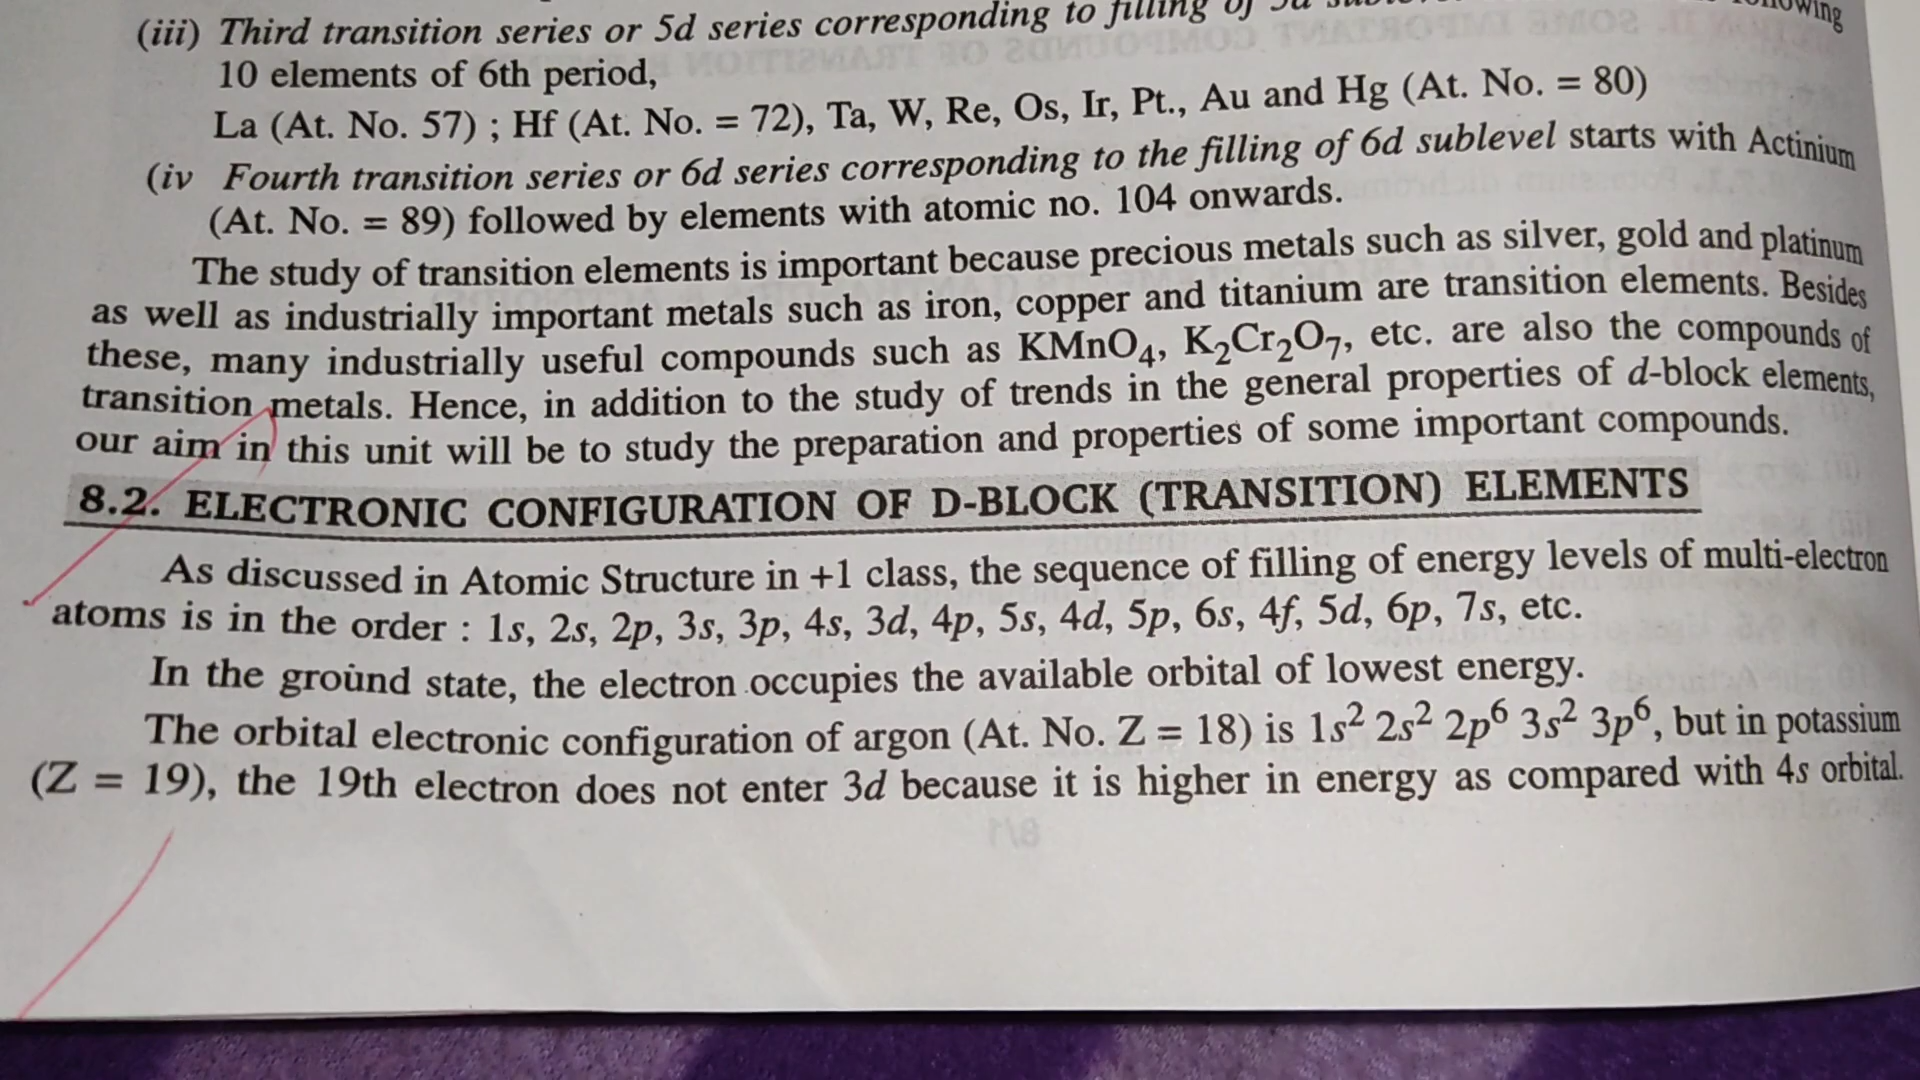 (iii) Third transition series or 5d series corresponding to filling of 5d
10 elements of 6th period,
La (At. No. 57) ; Hf (At. No. = 72), Ta, W, Re, Os, Ir, Pt., Au and Hg (At. No. = 80)
(iv Fourth transition series or 6d series corresponding to the filling of 6d sublevel starts with Actinium
(At. No. = 89) followed by elements with atomic no. 104 onwards.
The study of transition elements is important because precious metals such as silver, gold and platinum
as well as industrially important metals such as iron, copper and titanium are transition elements. Besides
these, many industrially useful compounds such as KMnO₄, K₂Cr₂O₇, etc. are also the compounds of
transition metals. Hence, in addition to the study of trends in the general properties of d-block elements,
our aim in this unit will be to study the preparation and properties of some important compounds.
8.2. ELECTRONIC CONFIGURATION OF D-BLOCK (TRANSITION) ELEMENTS
As discussed in Atomic Structure in +1 class, the sequence of filling of energy levels of multi-electron
atoms is in the order : 1s, 2s, 2p, 3s, 3p, 4s, 3d, 4p, 5s, 4d, 5p, 6s, 4f, 5d, 6p, 7s, etc.
In the ground state, the electron occupies the available orbital of lowest energy.
The orbital electronic configuration of argon (At. No. Z = 18) is 1s² 2s² 2p⁶ 3s² 3p⁶, but in potassium
(Z = 19), the 19th electron does not enter 3d because it is higher in energy as compared with 4s orbital.